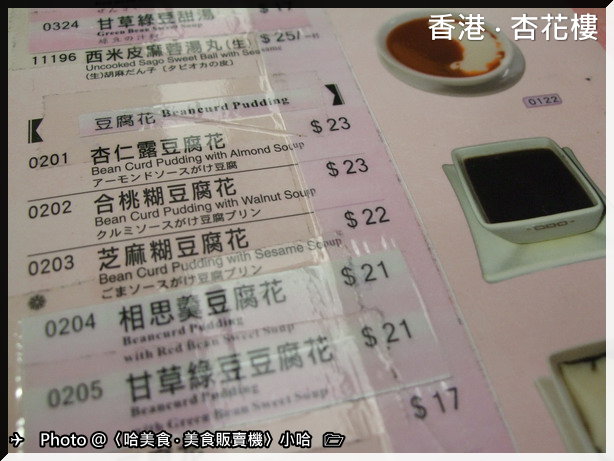 香港 · 杏花樓
0324 甘草綠豆甜湯 $17
Green Bean Sweet Soup
11196 西米皮麻蓉湯丸(生) $25/一粒
Uncooked Sago Sweet Ball with Sesame
(生)胡麻だん子(タピオカの皮)
豆腐花 Beancurd Pudding
0122
0201 杏仁露豆腐花 $23
Bean Curd Pudding with Almond Soup
アーモンドソースがけ豆腐
0202 合桃糊豆腐花 $23
Bean Curd Pudding with Walnut Soup
クルミソースがけ豆腐プリン
0203 芝麻糊豆腐花 $22
Bean Curd Pudding with Sesame Soup
ごまソースがけ豆腐プリン
0204 相思羹豆腐花 $21
Beancurd Pudding
with Red Bean Sweet Soup
0205 甘草綠豆豆腐花 $21
Beancurd Pudding
with Green Bean Sweet Soup
$17
Photo @〈哈美食 · 美食販賣機〉小哈